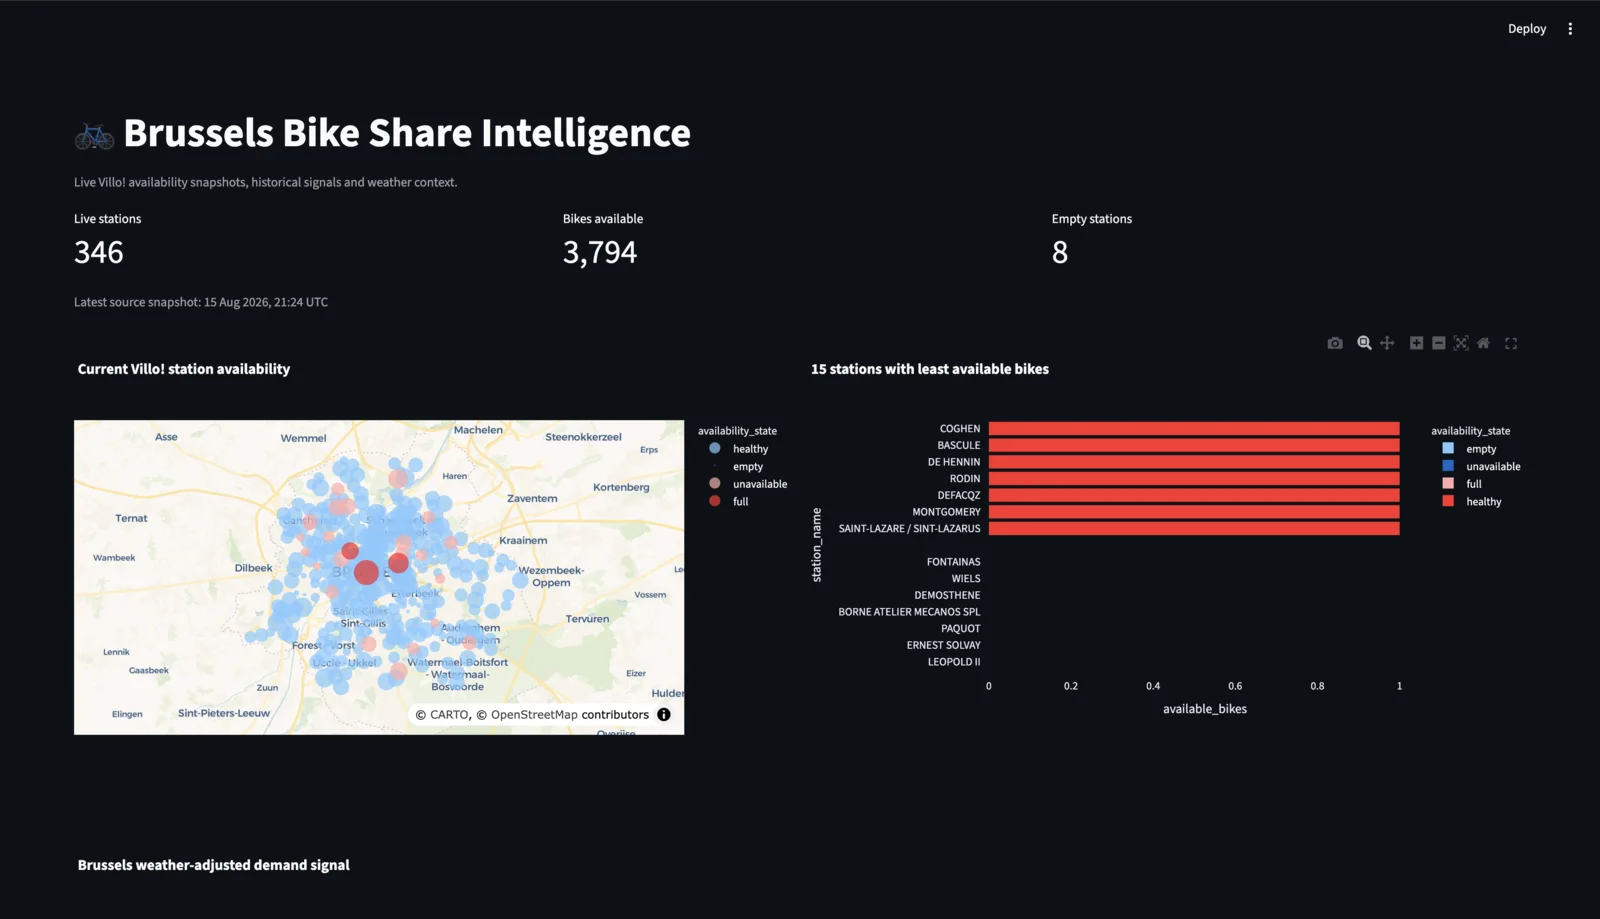 Deploy
Brussels Bike Share Intelligence
Live Villo! availability snapshots, historical signals and weather context.
Live stations
346
Bikes available
3,794
Empty stations
8
Latest source snapshot: 15 Aug 2026, 21:24 UTC
Current Villo! station availability
Asse
Wemmel
Machelen
Steenokkerzeel
Erps
Haren
Kortenberg
Zaventem
Ternat
Kraainem
Wambeek
Dilbeek
Wezembeek-
Oppem
Vossem
Sint-Gillis
Tervuren
Lennik
Watermael-Boitsfort
- Watermaal-
Bosvoorde
Gaasbeek
Eizer
Zuun
Elingen
Sint-Pieters-Leeuw
© CARTO, © OpenStreetMap contributors
availability_state
healthy
empty
unavailable
full
15 stations with least available bikes
station_name
COGHEN
BASCULE
DE HENNIN
RODIN
DEFACQZ
MONTGOMERY
SAINT-LAZARE / SINT-LAZARUS
FONTAINAS
WIELS
DEMOSTHENE
BORNE ATELIER MECANOS SPL
PAQUOT
ERNEST SOLVAY
LEOPOLD II
0 0.2 0.4 0.6 0.8 1
available_bikes
availability_state
empty
unavailable
full
healthy
Brussels weather-adjusted demand signal